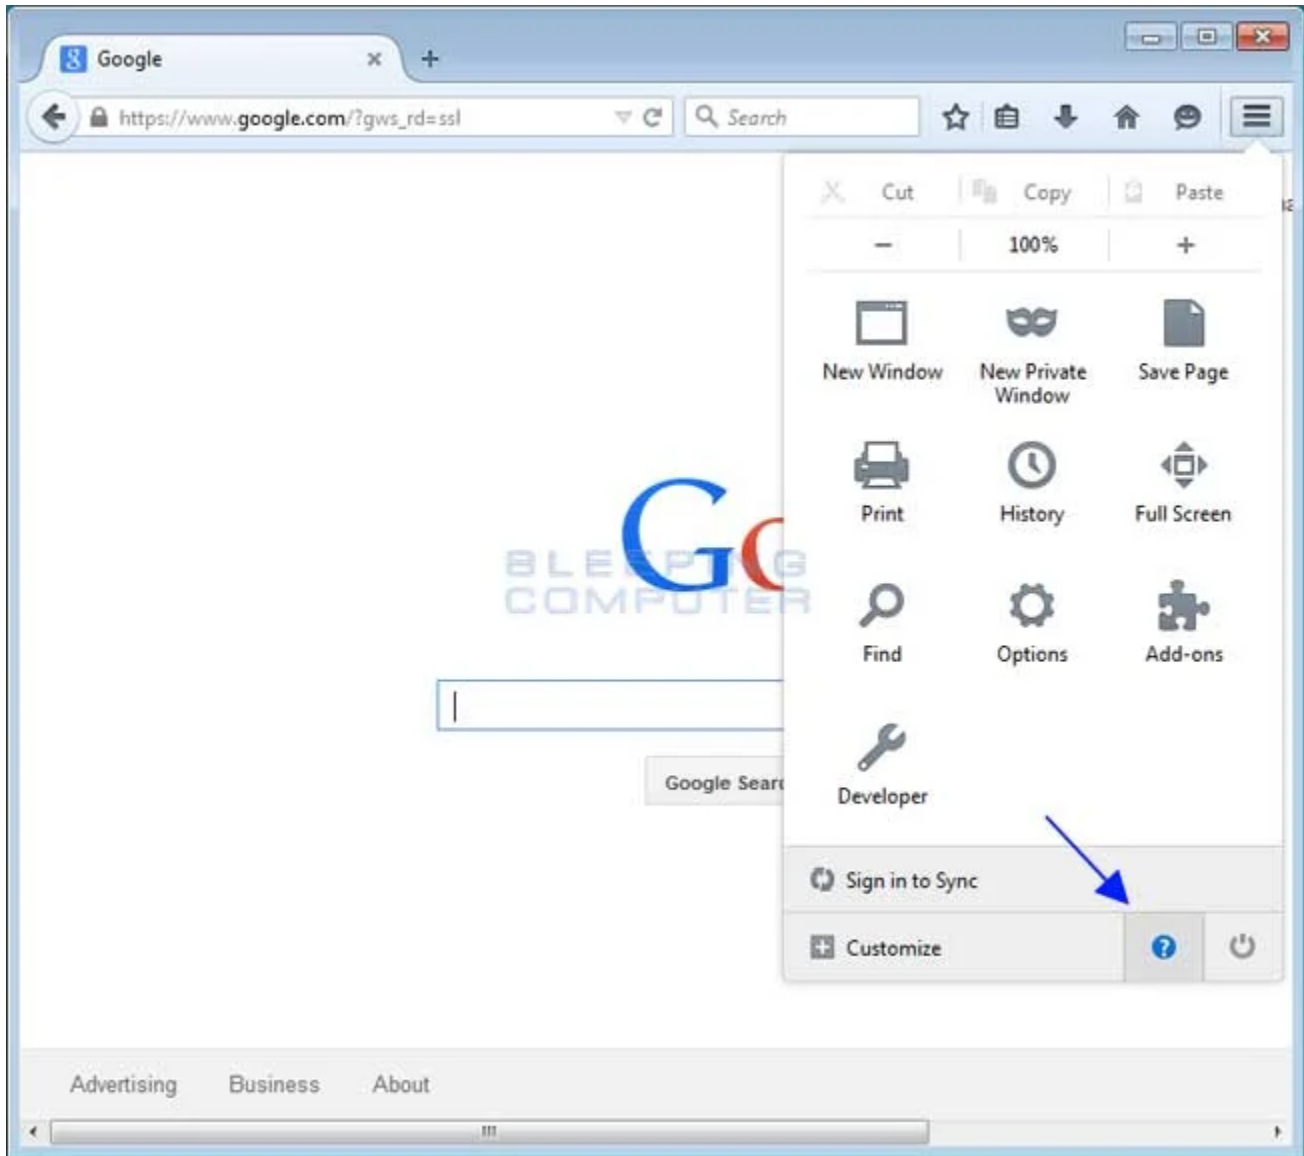 Google
https://www.google.com/?gws_rd=ssl
Search
Cut Copy Paste
100%
New Window New Private Window Save Page
Print History Full Screen
Find Options Add-ons
Go
BLEEPING
COMPUTER
Google Sear
Developer
Sign in to Sync
Customize
Advertising Business About